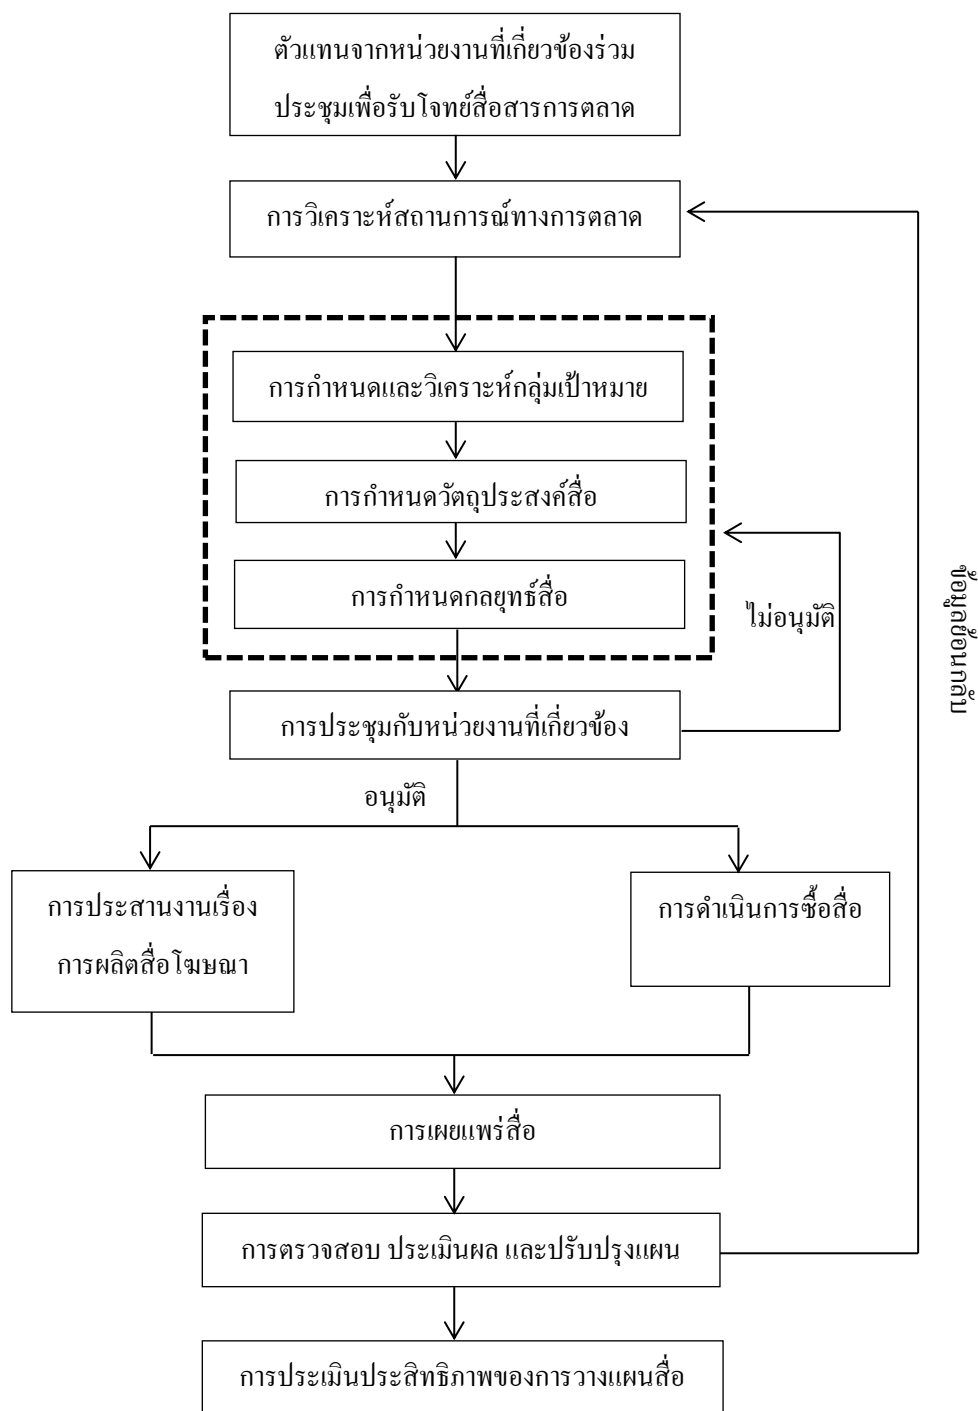 ตัวแทนจากหน่วยงานที่เกี่ยวข้องร่วม
ประชุมเพื่อรับโจทย์สื่อสารการตลาด
การวิเคราะห์สถานการณ์ทางการตลาด
การกำหนดและวิเคราะห์กลุ่มเป้าหมาย
การกำหนดวัตถุประสงค์สื่อ
การกำหนดกลยุทธ์สื่อ
ไม่อนุมัติ
ข้อมูลย้อนกลับ
การประชุมกับหน่วยงานที่เกี่ยวข้อง
อนุมัติ
การประสานงานเรื่อง
การผลิตสื่อโฆษณา
การดำเนินการซื้อสื่อ
การเผยแพร่สื่อ
การตรวจสอบ ประเมินผล และปรับปรุงแผน
การประเมินประสิทธิภาพของการวางแผนสื่อ